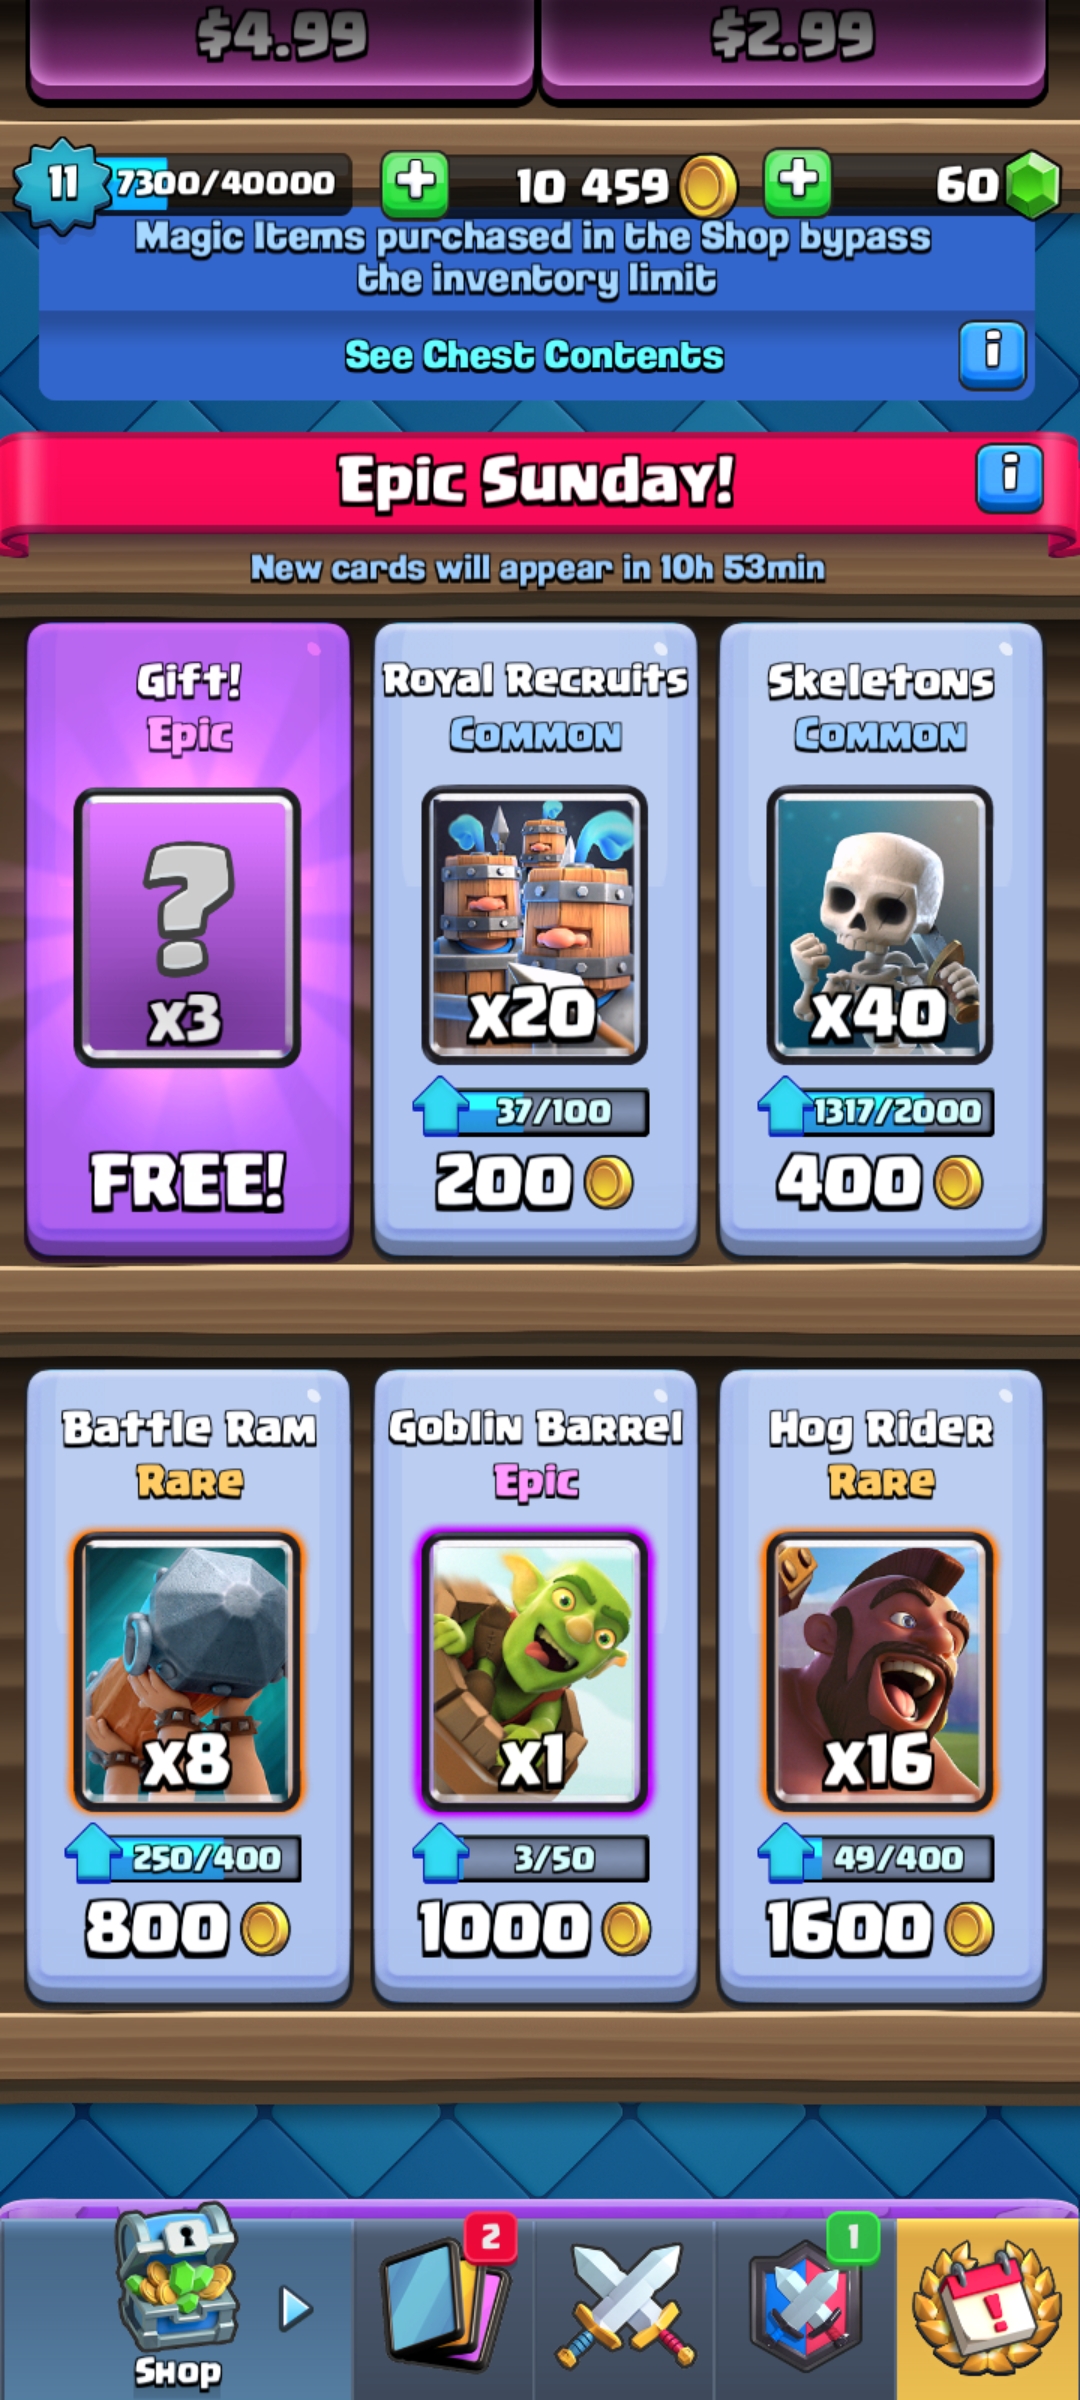 $4.99
$2.99
11
7300/40000
10 459
60
Magic Items purchased in the Shop bypass
the inventory limit
See Chest Contents
i
Epic Sunday!
i
New cards will appear in 10h 53min
Gift!
Epic
?
x3
FREE!
Royal Recruits
Common
x20
37/100
200
Skeletons
Common
x40
1317/2000
400
Battle Ram
Rare
x8
250/400
800
Goblin Barrel
Epic
x1
3/50
1000
Hog Rider
Rare
x16
49/400
1600
Shop
2
1
!